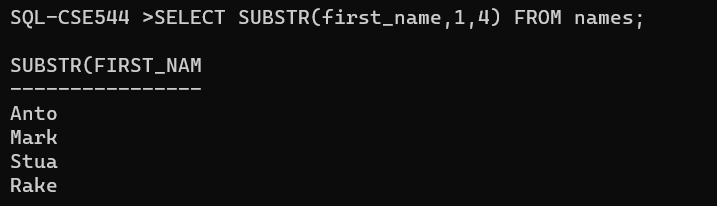 SQL-CSE544 >SELECT SUBSTR(first_name,1,4) FROM names;
SUBSTR(FIRST_NAM
----------------
Anto
Mark
Stua
Rake